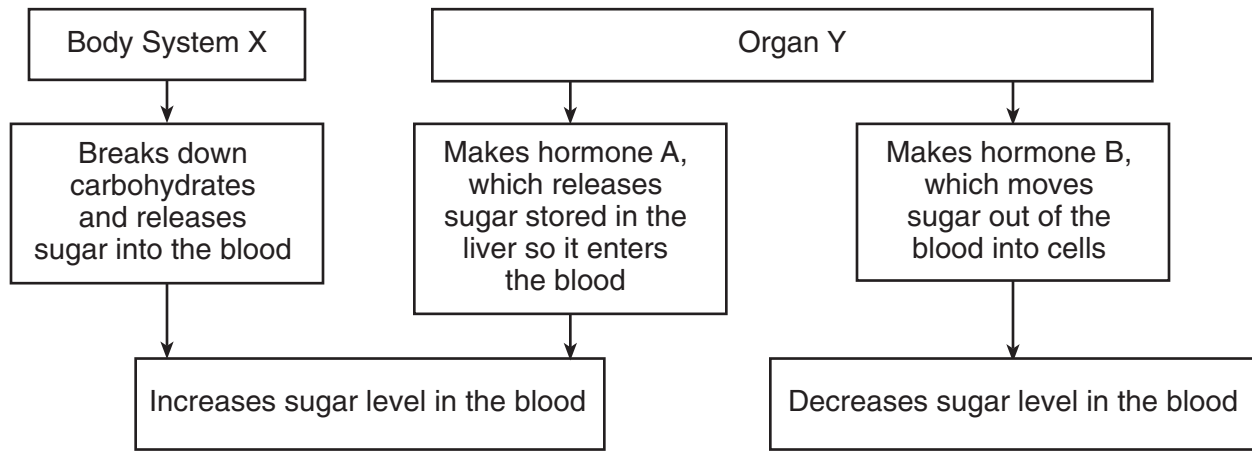 Body System X
Organ Y
Breaks down
carbohydrates
and releases
sugar into the blood
Makes hormone A,
which releases
sugar stored in the
liver so it enters
the blood
Makes hormone B,
which moves
sugar out of the
blood into cells
Increases sugar level in the blood
Decreases sugar level in the blood